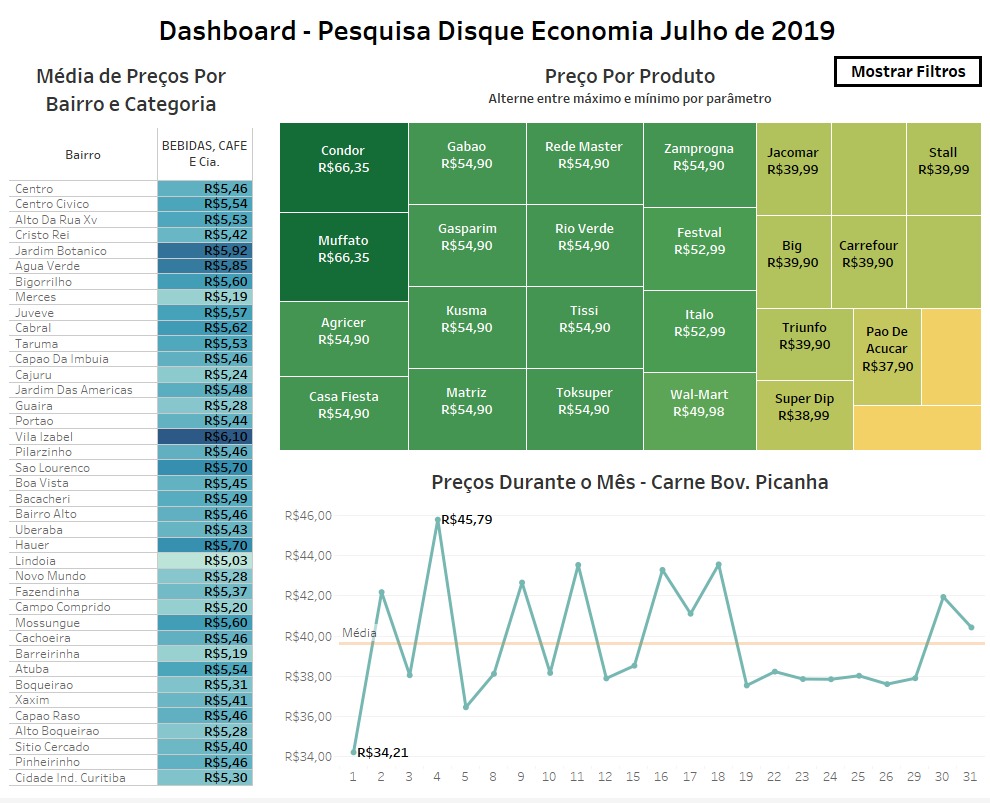 Dashboard - Pesquisa Disque Economia Julho de 2019
Média de Preços Por
Bairro e Categoria
Bairro
BEBIDAS, CAFE
E Cia.
Centro R$5,46
Centro Civico R$5,54
Alto Da Rua Xv R$5,53
Cristo Rei R$5,42
Jardim Botanico R$5,92
Agua Verde R$5,85
Bigorrilho R$5,60
Merces R$5,19
Juveve R$5,57
Cabral R$5,62
Taruma R$5,53
Capao Da Imbuia R$5,46
Cajuru R$5,24
Jardim Das Americas R$5,48
Guaira R$5,28
Portao R$5,44
Vila Izabel R$6,10
Pilarzinho R$5,46
Sao Lourenco R$5,70
Boa Vista R$5,45
Bacacheri R$5,49
Bairro Alto R$5,46
Uberaba R$5,43
Hauer R$5,70
Lindoia R$5,03
Novo Mundo R$5,28
Fazendinha R$5,37
Campo Comprido R$5,20
Mossungue R$5,60
Cachoeira R$5,46
Barreirinha R$5,19
Atuba R$5,54
Boqueirao R$5,31
Xaxim R$5,41
Capao Raso R$5,46
Alto Boqueirao R$5,28
Sitio Cercado R$5,40
Pinheirinho R$5,46
Cidade Ind. Curitiba R$5,30
Preço Por Produto
Alterne entre máximo e mínimo por parâmetro
Mostrar Filtros
Condor
R$66,35
Muffato
R$66,35
Agricer
R$54,90
Casa Fiesta
R$54,90
Gabao
R$54,90
Gasparim
R$54,90
Kusma
R$54,90
Matriz
R$54,90
Rede Master
R$54,90
Rio Verde
R$54,90
Tissi
R$54,90
Toksuper
R$54,90
Zamprogna
R$54,90
Festval
R$52,99
Italo
R$52,99
Wal-Mart
R$49,98
Jacomar
R$39,99
Stall
R$39,99
Big
R$39,90
Carrefour
R$39,90
Triunfo
R$39,90
Super Dip
R$38,99
Pao De
Acucar
R$37,90
Preços Durante o Mês - Carne Bov. Picanha
R$46,00
R$44,00
R$42,00
R$40,00
R$38,00
R$36,00
R$34,00
R$45,79
Média
R$34,21
1 2 3 4 5 8 9 10 11 12 15 16 17 18 19 22 23 24 25 26 29 30 31